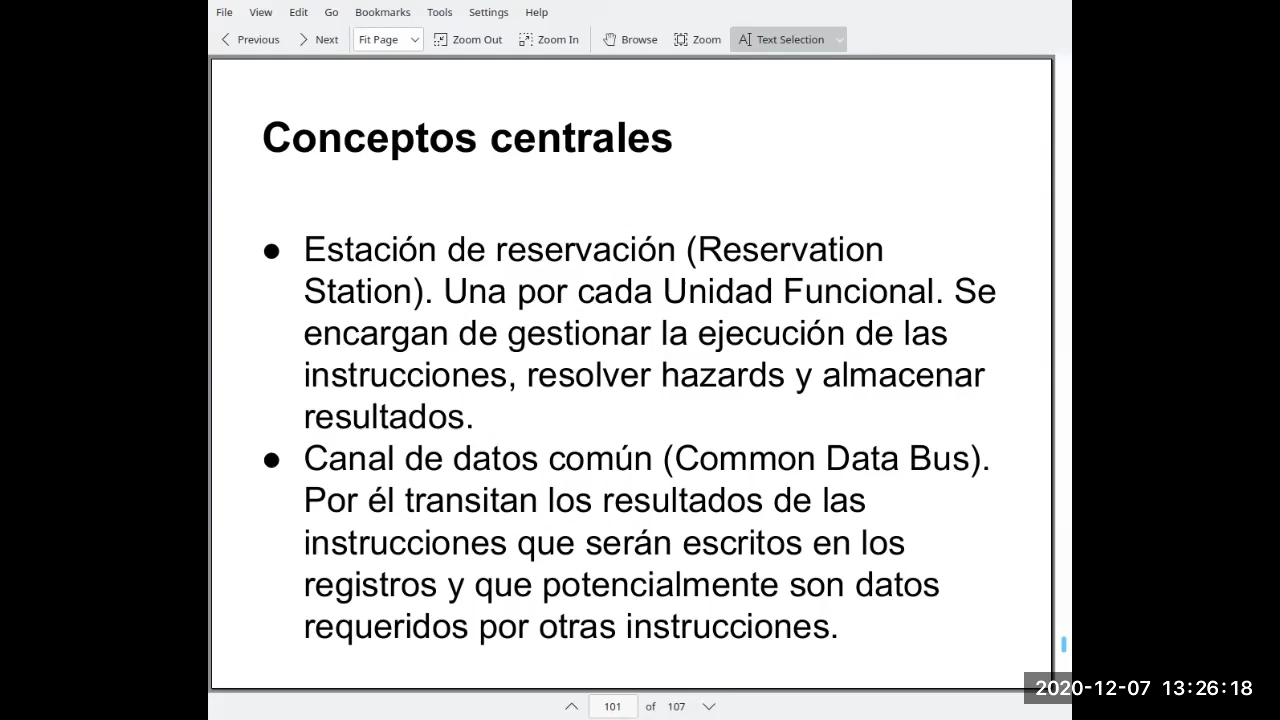 File View Edit Go Bookmarks Tools Settings Help
Previous Next Fit Page Zoom Out Zoom In Browse Zoom Text Selection
Conceptos centrales
● Estación de reservación (Reservation
Station). Una por cada Unidad Funcional. Se
encargan de gestionar la ejecución de las
instrucciones, resolver hazards y almacenar
resultados.
● Canal de datos común (Common Data Bus).
Por él transitan los resultados de las
instrucciones que serán escritos en los
registros y que potencialmente son datos
requeridos por otras instrucciones.
2020-12-07 13:26:18
101 of 107